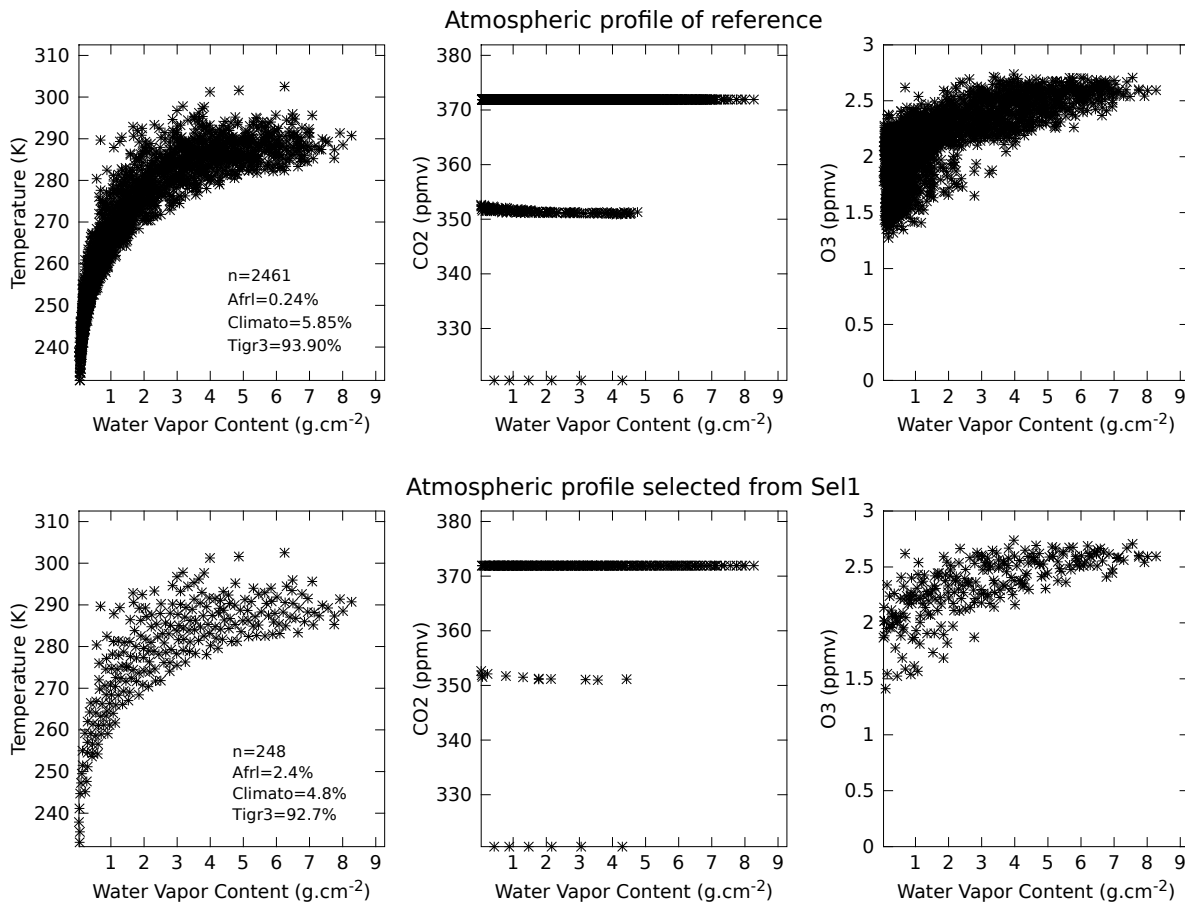 Atmospheric profile of reference
310
300
290
280
270
260
250
240
Temperature (K)
n=2461
Afrl=0.24%
Climato=5.85%
Tigr3=93.90%
1 2 3 4 5 6 7 8 9
Water Vapor Content (g.cm-2)
380
370
360
350
340
330
CO2 (ppmv)
1 2 3 4 5 6 7 8 9
Water Vapor Content (g.cm-2)
3
2.5
2
1.5
1
0.5
0
O3 (ppmv)
1 2 3 4 5 6 7 8 9
Water Vapor Content (g.cm-2)
Atmospheric profile selected from Sel1
310
300
290
280
270
260
250
240
Temperature (K)
n=248
Afrl=2.4%
Climato=4.8%
Tigr3=92.7%
1 2 3 4 5 6 7 8 9
Water Vapor Content (g.cm-2)
380
370
360
350
340
330
CO2 (ppmv)
1 2 3 4 5 6 7 8 9
Water Vapor Content (g.cm-2)
3
2.5
2
1.5
1
0.5
0
O3 (ppmv)
1 2 3 4 5 6 7 8 9
Water Vapor Content (g.cm-2)